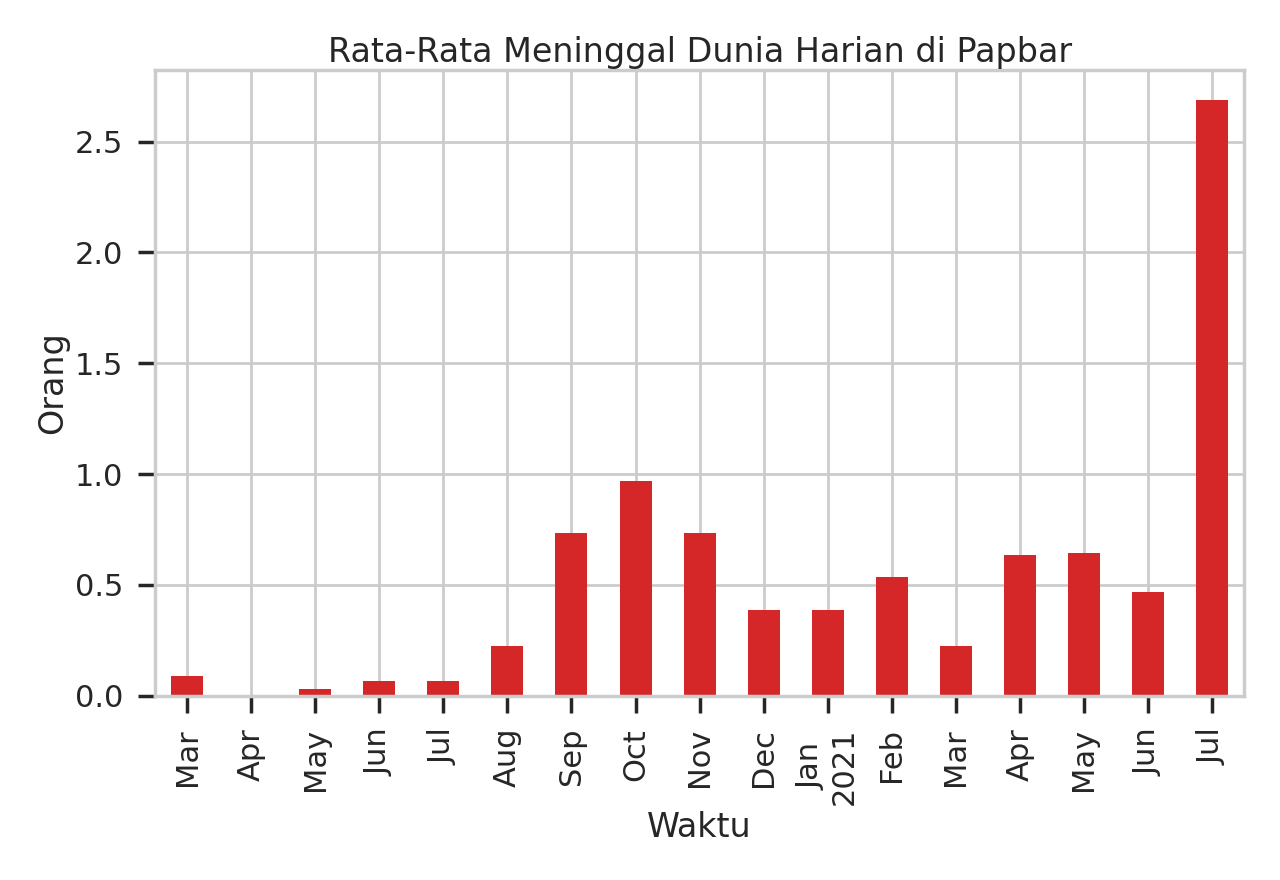 Rata-Rata Meninggal Dunia Harian di Papbar
2.5
2.0
1.5
1.0
0.5
0.0
Orang
Mar
Apr
May
Jun
Jul
Aug
Sep
Oct
Nov
Dec
Jan
2021
Feb
Mar
Apr
May
Jun
Jul
Waktu